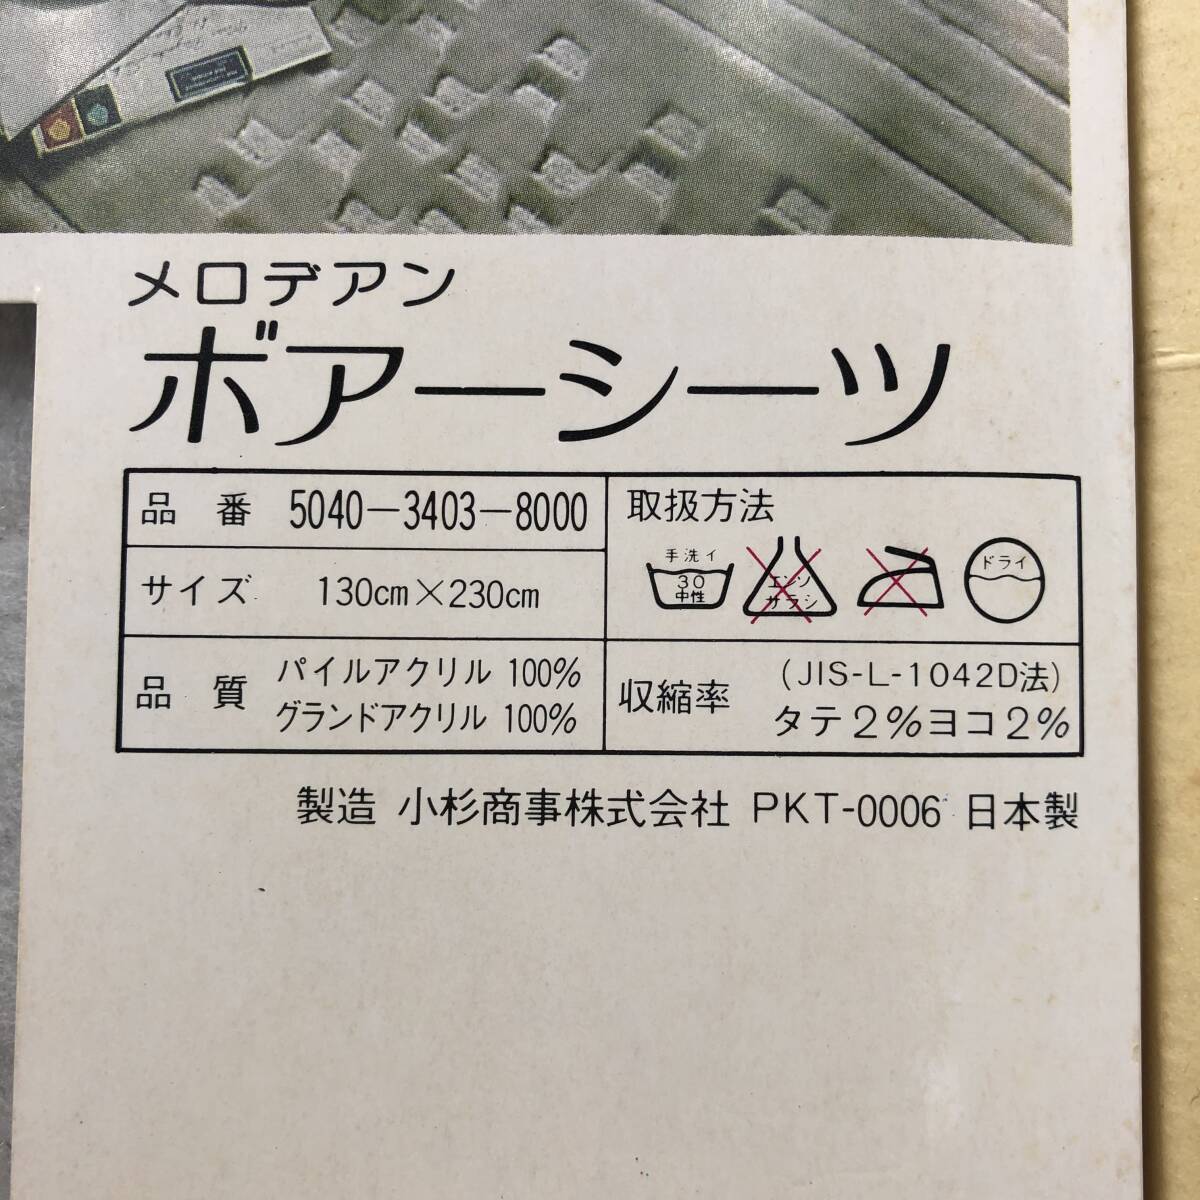 メロデアン
ボアーシーツ
品番 5040-3403-8000
サイズ 130cm×230cm
品質 パイルアクリル 100%
グランドアクリル 100%
取扱方法
手洗イ 30 中性
エンソ サラシ
ドライ
収縮率 (JIS-L-1042D法)
タテ2%ヨコ2%
製造 小杉商事株式会社 PKT-0006 日本製